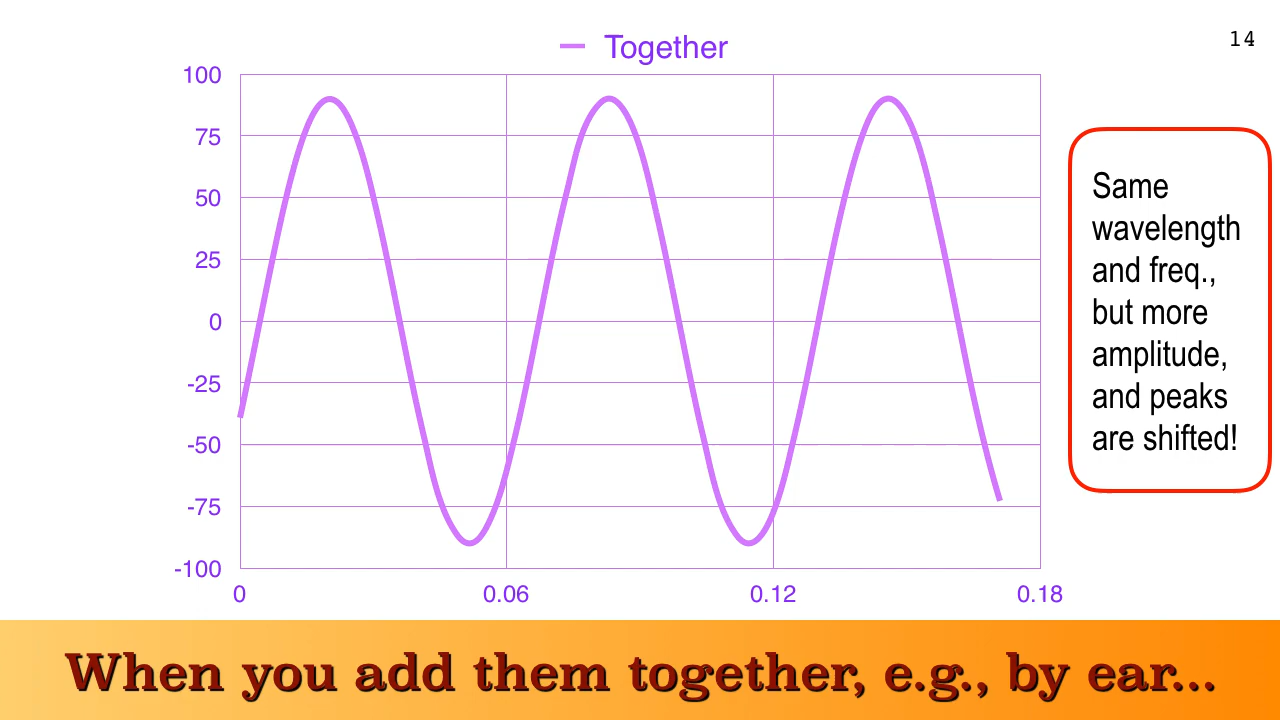 Together
14
100
75
50
25
0
-25
-50
-75
-100
0 0.06 0.12 0.18
Same
wavelength
and freq.,
but more
amplitude,
and peaks
are shifted!
When you add them together, e.g., by ear...